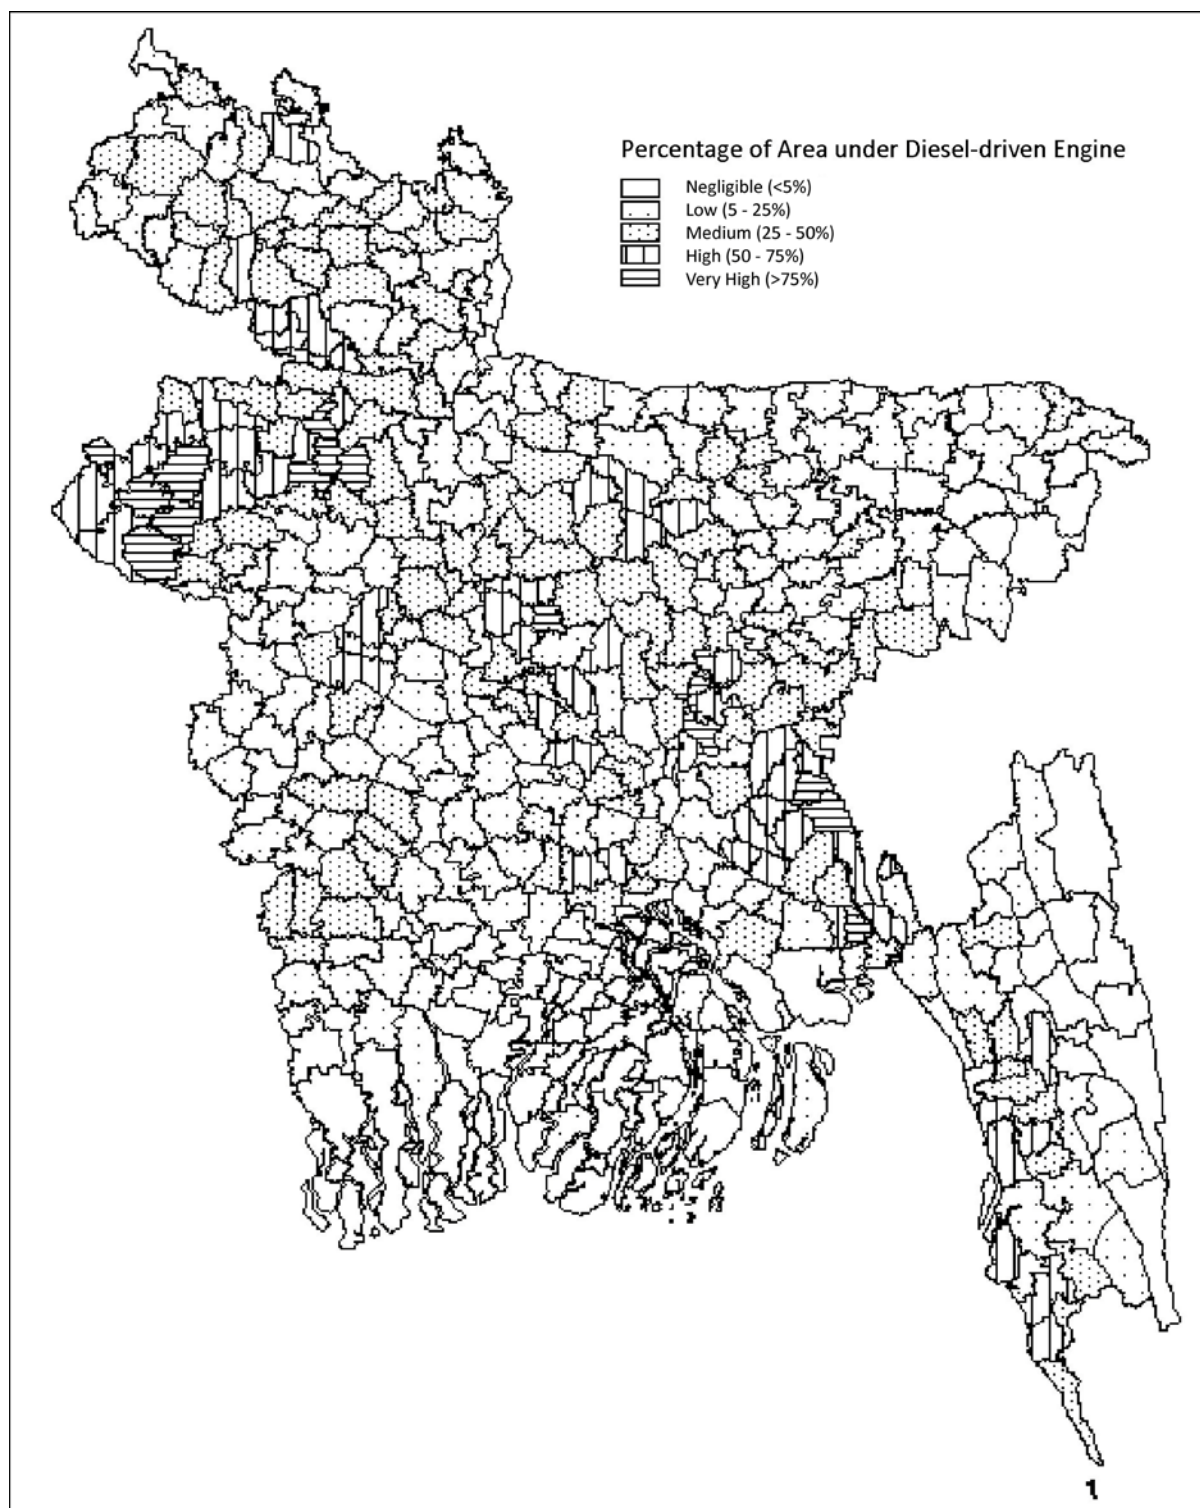 Percentage of Area under Diesel-driven Engine
Negligible (<5%)
Low (5 - 25%)
Medium (25 - 50%)
High (50 - 75%)
Very High (>75%)